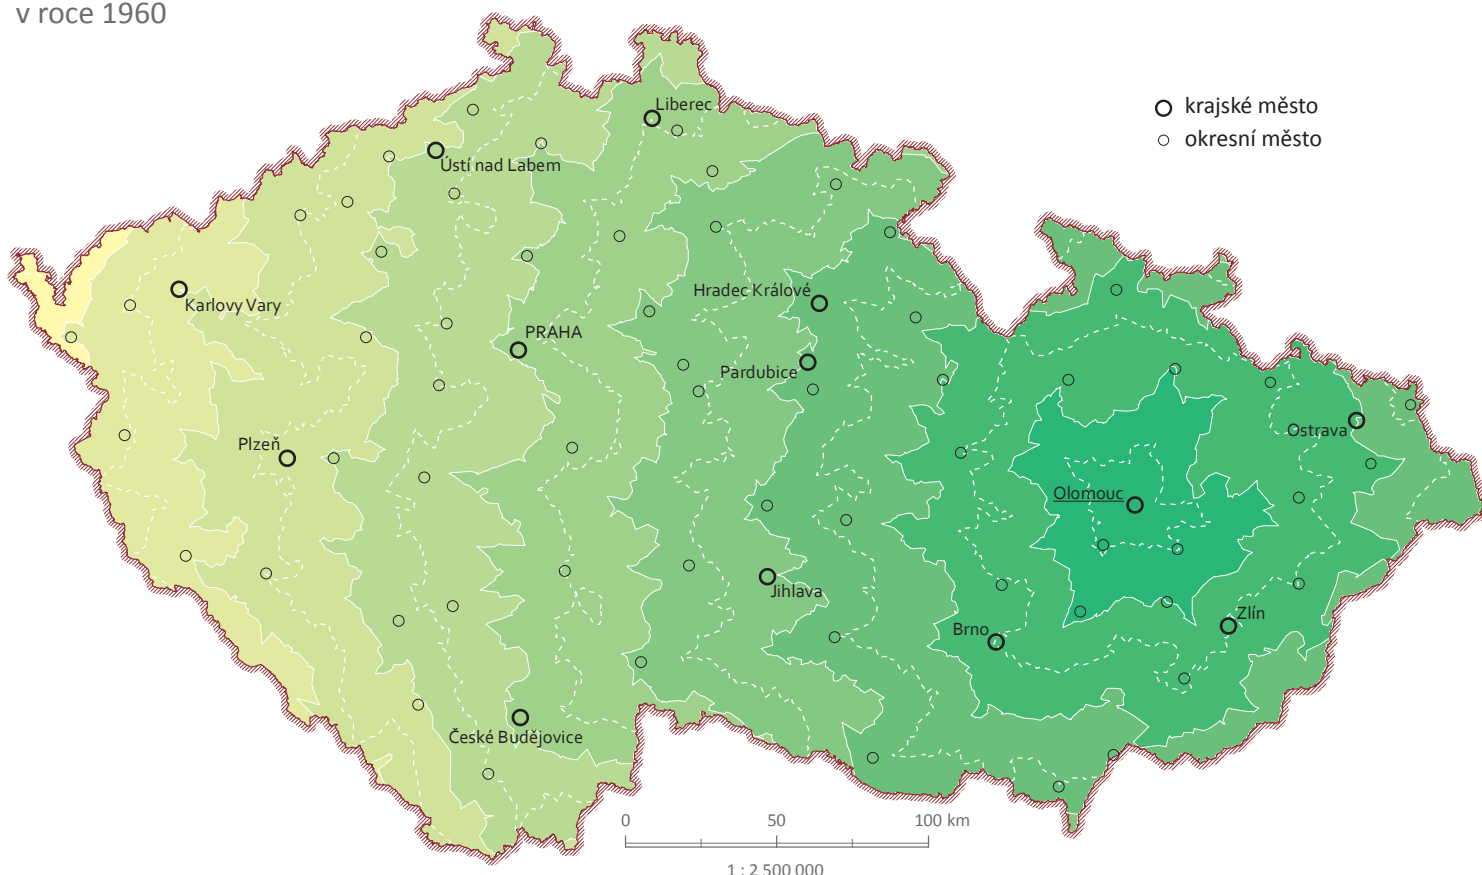 v roce 1960
krajské město
okresní město
Liberec
Ústí nad Labem
Karlovy Vary
Hradec Králové
PRAHA
Pardubice
Plzeň
Ostrava
Olomouc
Jihlava
Zlín
Brno
České Budějovice
0 50 100 km
1 : 2 500 000